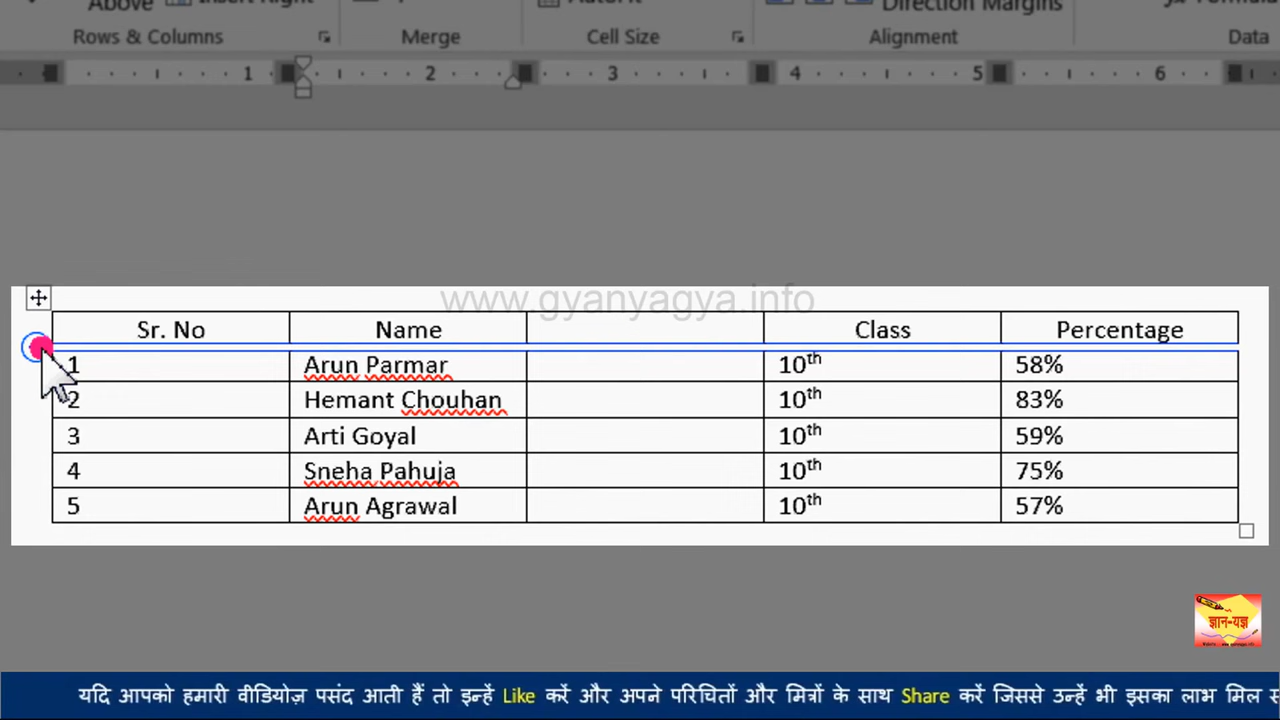 Above Insert Right
Direction Margins
Rows & Columns Merge Cell Size Alignment Data
1 2 3 4 5 6
www.gyanyagya.info
Sr. No Name Class Percentage
1 Arun Parmar 10th 58%
2 Hemant Chouhan 10th 83%
3 Arti Goyal 10th 59%
4 Sneha Pahuja 10th 75%
5 Arun Agrawal 10th 57%
ज्ञान-यज्ञ
यदि आपको हमारी वीडियोज़ पसंद आती हैं तो इन्हें Like करें और अपने परिचितों और मित्रों के साथ Share करें जिससे उन्हें भी इसका लाभ मिल